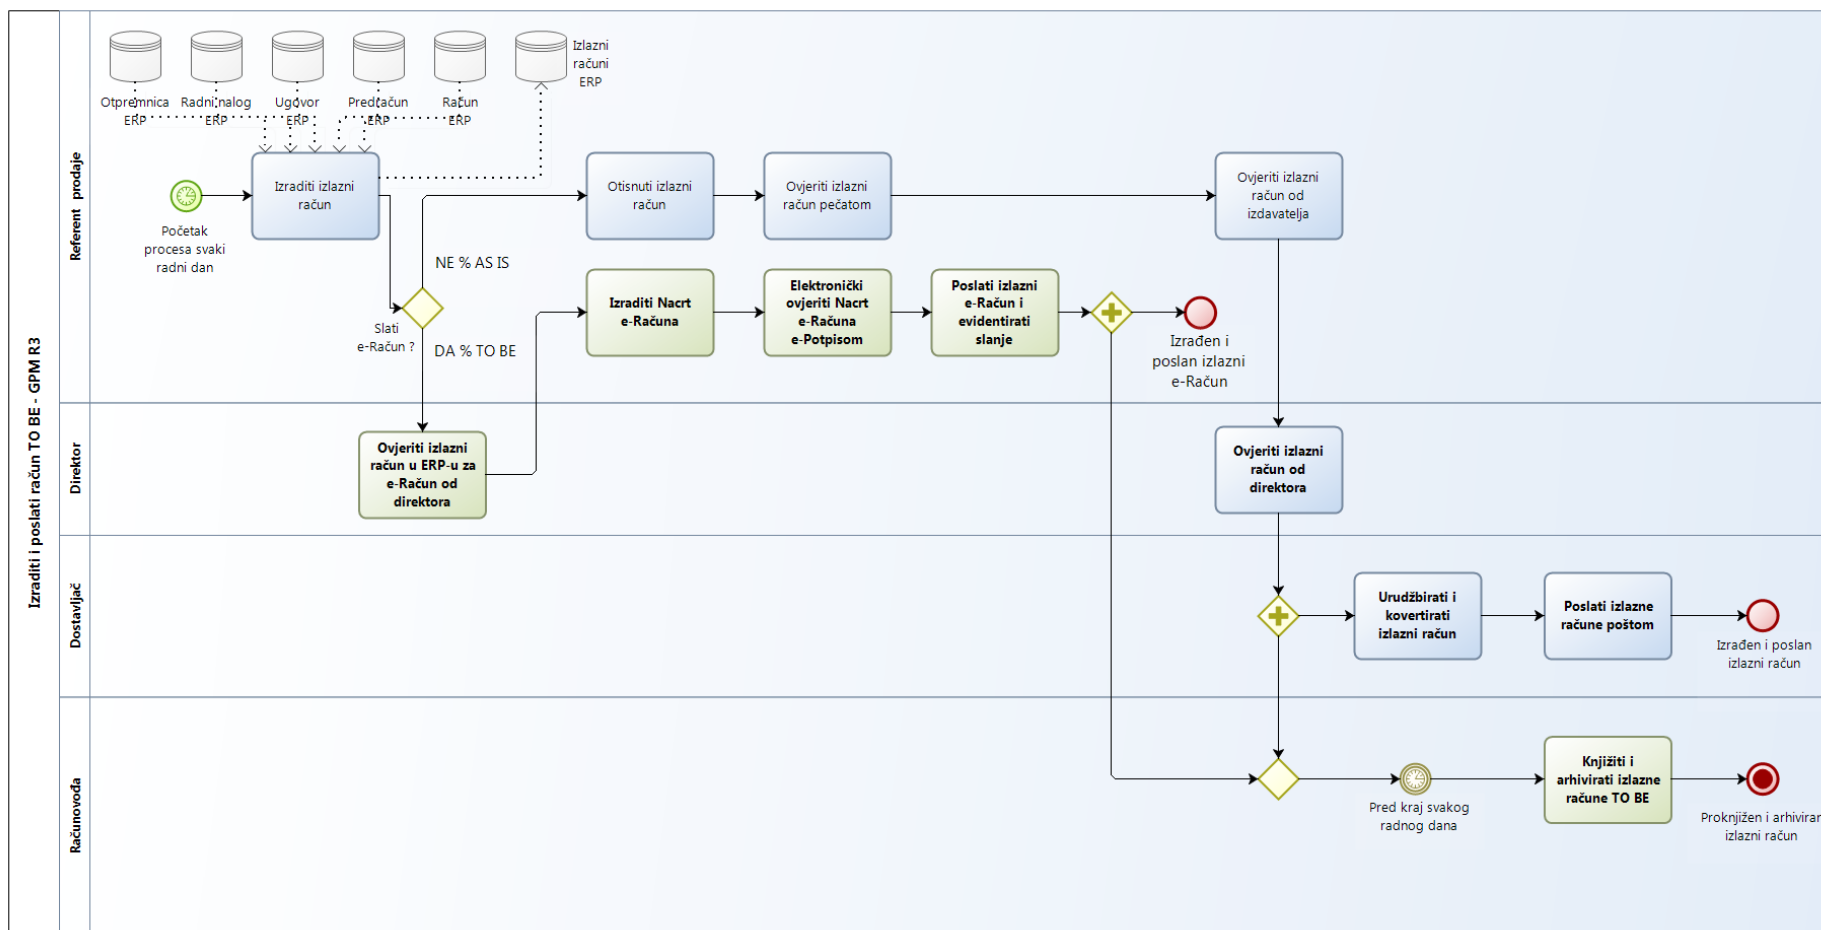 Izraditi i poslati račun TO BE - GPM R3
Referent prodaje
Otpremnica
ERP
Radni nalog
ERP
Ugovor
ERP
Predračun
ERP
Račun
ERP
Izlazni
računi
ERP
Početak
procesa svaki
radni dan
Izraditi izlazni
račun
Slati
e-Račun ?
NE % AS IS
DA % TO BE
Otisnuti izlazni
račun
Ovjeriti izlazni
račun pečatom
Ovjeriti izlazni
račun od
izdavatelja
Izraditi Nacrt
e-Računa
Elektronički
ovjeriti Nacrt
e-Računa
e-Potpisom
Poslati izlazni
e-Račun i
evidentirati
slanje
Izrađen i
poslan izlazni
e-Račun
Direktor
Ovjeriti izlazni
račun u ERP-u za
e-Račun od
direktora
Ovjeriti izlazni
račun od
direktora
Dostavljač
Urudžbirati i
kovertirati
izlazni račun
Poslati izlazne
račune poštom
Izrađen i poslan
izlazni račun
Računovođa
Pred kraj svakog
radnog dana
Knjižiti i
arhivirati izlazne
račune TO BE
Proknjižen i arhiviran
izlazni račun